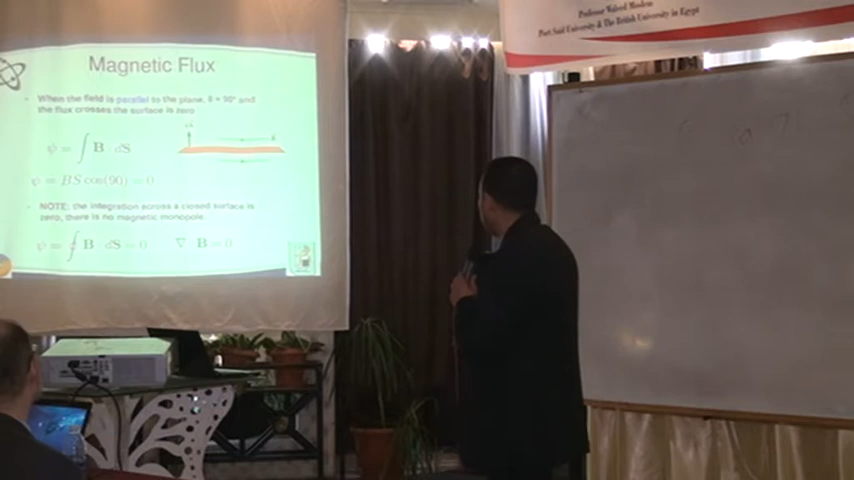 Professor Waleed Moslem
Port Said University & The British University in Egypt
Magnetic Flux
• When the field is parallel to the plane, θ = 90° and
the flux crosses the surface is zero
ψ = ∫ B · dS
ψ = BS cos(90) = 0
• NOTE: the integration across a closed surface is
zero, there is no magnetic monopole.
ψ = ∮ B · dS = 0 ∇ · B = 0